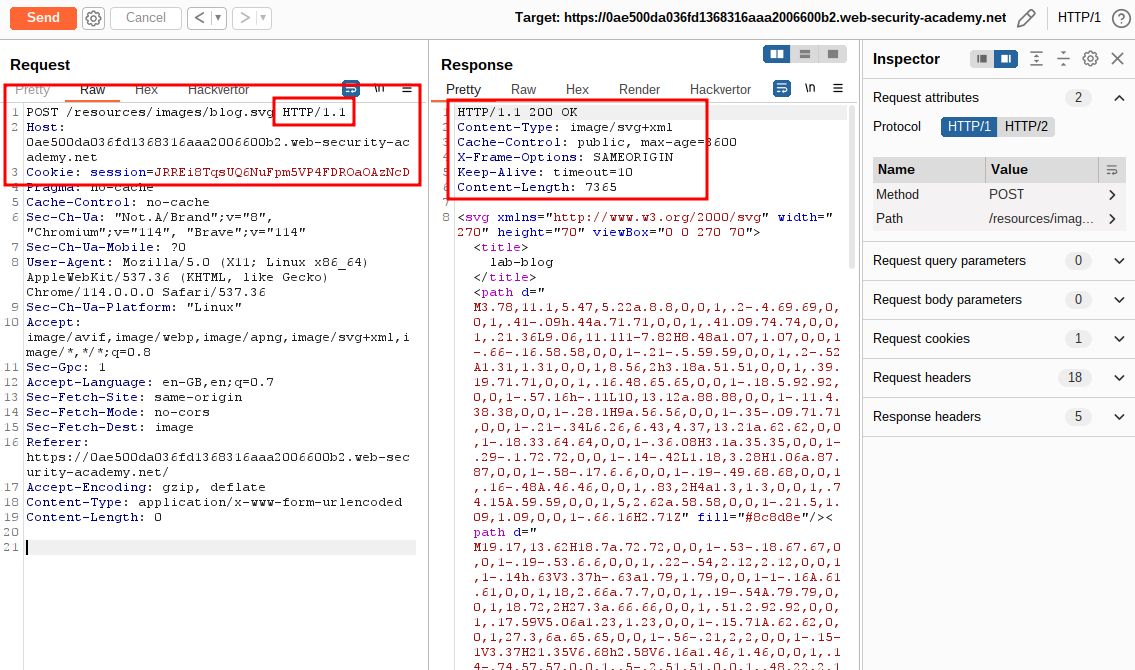 Send
Cancel
< ▾
> ▾
Target: https://0ae500da036fd1368316aaa2006600b2.web-security-academy.net
HTTP/1
Request
Pretty Raw Hex Hackvertor
\n
1 POST /resources/images/blog.svg HTTP/1.1
2 Host:
0ae500da036fd1368316aaa2006600b2.web-security-ac
ademy.net
3 Cookie: session=JRREi8TqsUQ6NuFpm5VP4FDROaOAzNcD
4 Pragma: no-cache
5 Cache-Control: no-cache
6 Sec-Ch-Ua: "Not.A/Brand";v="8",
"Chromium";v="114", "Brave";v="114"
7 Sec-Ch-Ua-Mobile: ?0
8 User-Agent: Mozilla/5.0 (X11; Linux x86_64)
AppleWebKit/537.36 (KHTML, like Gecko)
Chrome/114.0.0.0 Safari/537.36
9 Sec-Ch-Ua-Platform: "Linux"
10 Accept:
image/avif,image/webp,image/apng,image/svg+xml,i
mage/*,*/*;q=0.8
11 Sec-Gpc: 1
12 Accept-Language: en-GB,en;q=0.7
13 Sec-Fetch-Site: same-origin
14 Sec-Fetch-Mode: no-cors
15 Sec-Fetch-Dest: image
16 Referer:
https://0ae500da036fd1368316aaa2006600b2.web-sec
urity-academy.net/
17 Accept-Encoding: gzip, deflate
18 Content-Type: application/x-www-form-urlencoded
19 Content-Length: 0
20
21
Response
Pretty Raw Hex Render Hackvertor
\n
1 HTTP/1.1 200 OK
2 Content-Type: image/svg+xml
3 Cache-Control: public, max-age=3600
4 X-Frame-Options: SAMEORIGIN
5 Keep-Alive: timeout=10
6 Content-Length: 7365
7
8 <svg xmlns="http://www.w3.org/2000/svg" width="
270" height="70" viewBox="0 0 270 70">
<title>
lab-blog
</title>
<path d="
M3.78,11.1,5.47,5.22a.8.8,0,0,1,.2-.4.69.69,0,
0,1,.41-.09h.44a.71.71,0,0,1,.41.09.74.74,0,0,
1,.21.36L9.06,11.111-7.82H8.48a1.07,1.07,0,0,1
-.66-.16.58.58,0,0,1-.21-.5.59.59,0,0,1,.2-.52
A1.31,1.31,0,0,1,8.56,2h3.18a.51.51,0,0,1,.39.
19.71.71,0,0,1,.16.48.65.65,0,0,1-.18.5.92.92,
0,0,1-.57.16h-.11L10,13.12a.88.88,0,0,1-.11.4.
38.38,0,0,1-.28.1H9a.56.56,0,0,1-.35-.09.71.71
,0,0,1-.21-.34L6.26,6.43,4.37,13.21a.62.62,0,0
,1-.18.33.64.64,0,0,1-.36.08H3.1a.35.35,0,0,1-
.29-.1.72.72,0,0,1-.14-.42L1.18,3.28H1.06a.87.
87,0,0,1-.58-.17.6.6,0,0,1-.19-.49.68.68,0,0,1
,.16-.48A.46.46,0,0,1,.83,2H4a1.3,1.3,0,0,1,.7
4.15A.59.59,0,0,1,5,2.62a.58.58,0,0,1-.21.5,1.
09,1.09,0,0,1-.66.16H2.71Z" fill="#8c8d8e"/><
path d="
M19.17,13.62H18.7a.72.72,0,0,1-.53-.18.67.67,0
,0,1-.19-.53.6.6,0,0,1,.22-.54,2.12,2.12,0,0,1
,1-.14h.63V3.37h-.63a1.79,1.79,0,0,1-1-.16A.61
.61,0,0,1,18,2.66a.7.7,0,0,1,.19-.54A.79.79,0,
0,1,18.72,2H27.3a.66.66,0,0,1,.51.2.92.92,0,0,
1,.17.59V5.06a1.23,1.23,0,0,1-.15.71A.62.62,0,
0,1,27.3,6a.65.65,0,0,1-.56-.21,2,2,0,0,1-.15-
1V3.37H21.35V6.68h2.58V6.16a1.46,1.46,0,0,1,.1
4-.74.57.57,0,0,1,.5-.2.51.51,0,0,1,.48.22,2,1
Inspector
Request attributes 2
Protocol HTTP/1 HTTP/2
Name Value
Method POST
Path /resources/imag...
Request query parameters 0
Request body parameters 0
Request cookies 1
Request headers 18
Response headers 5